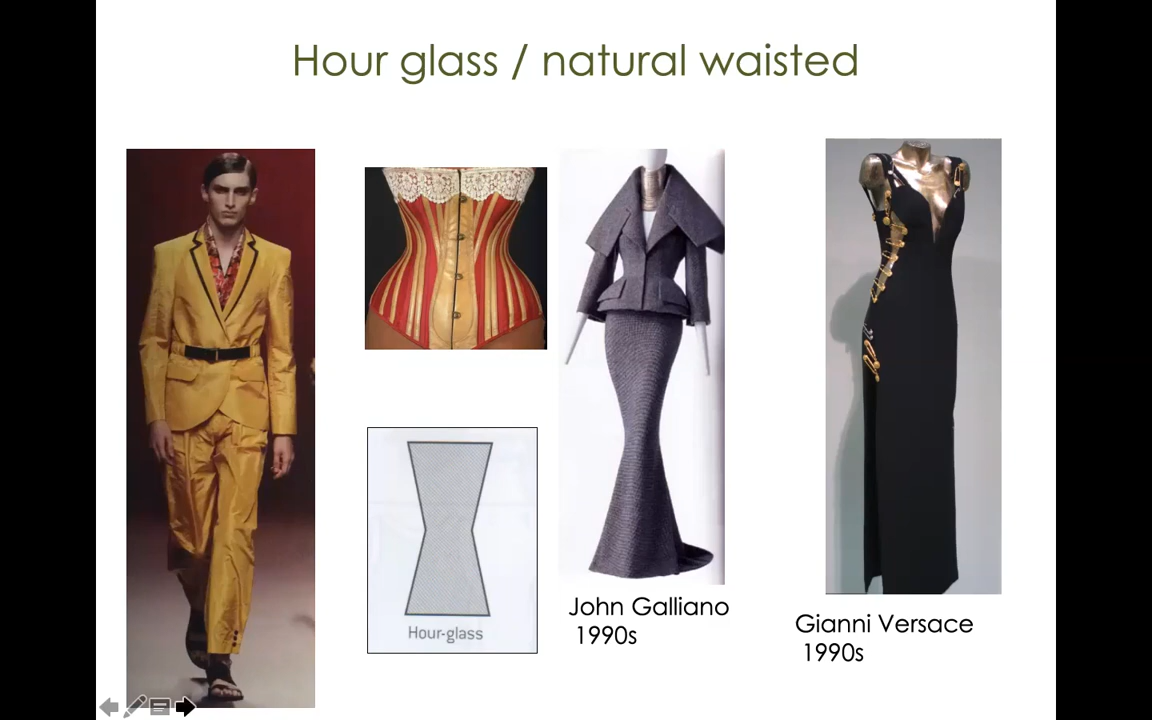 Hour glass / natural waisted
Hour-glass
John Galliano
1990s
Gianni Versace
1990s